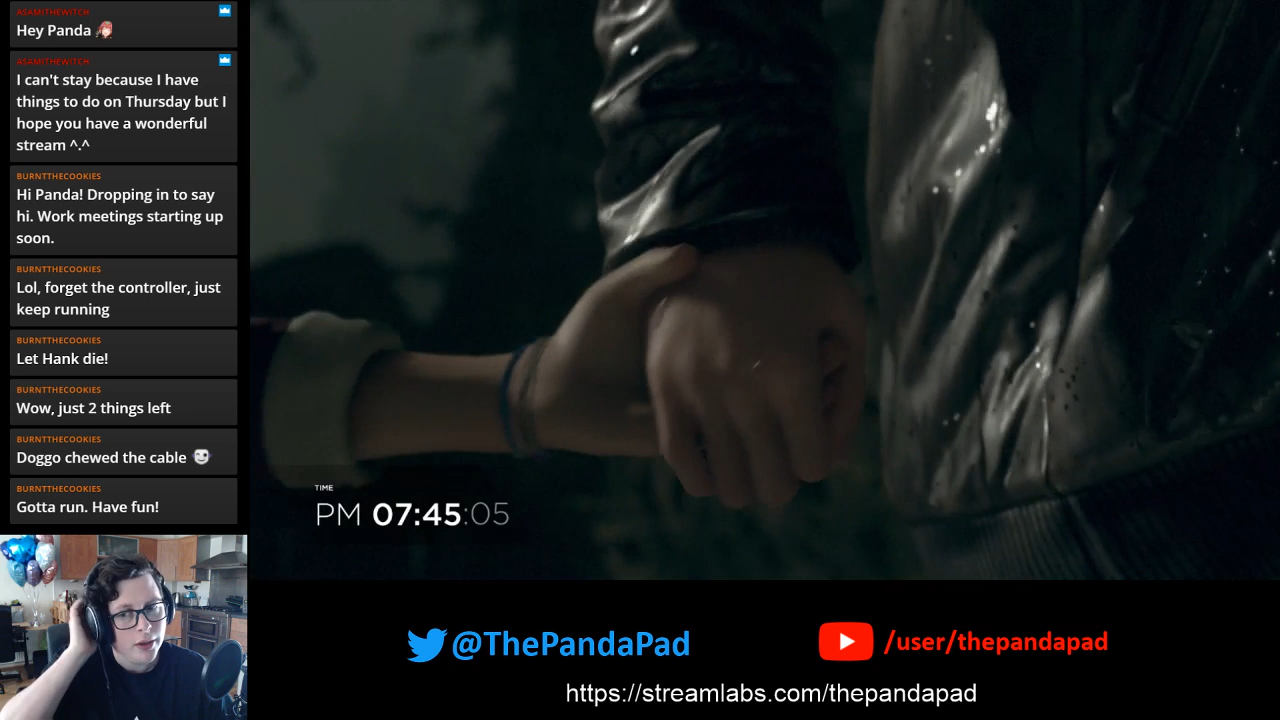 ASAMITHEWITCH
Hey Panda
ASAMITHEWITCH
I can't stay because I have
things to do on Thursday but I
hope you have a wonderful
stream ^.^
BURNTTHECOOKIES
Hi Panda! Dropping in to say
hi. Work meetings starting up
soon.
BURNTTHECOOKIES
Lol, forget the controller, just
keep running
BURNTTHECOOKIES
Let Hank die!
BURNTTHECOOKIES
Wow, just 2 things left
BURNTTHECOOKIES
Doggo chewed the cable
BURNTTHECOOKIES
Gotta run. Have fun!
TIME
PM 07:45:05
@ThePandaPad
/user/thepandapad
https://streamlabs.com/thepandapad